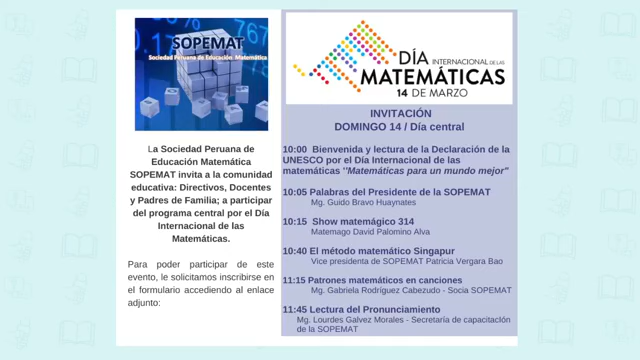 SOPEMAT
Sociedad Peruana de Educación Matemática
La Sociedad Peruana de
Educación Matemática
SOPEMAT invita a la comunidad
educativa: Directivos, Docentes
y Padres de Familia; a participar
del programa central por el Día
Internacional de las
Matemáticas.
Para poder participar de este
evento, le solicitamos inscribirse en
el formulario accediendo al enlace
adjunto:
DÍA INTERNACIONAL DE LAS
MATEMÁTICAS
14 DE MARZO
INVITACIÓN
DOMINGO 14 / Día central
10:00 Bienvenida y lectura de la Declaración de la
UNESCO por el Día Internacional de las
matemáticas ''Matemáticas para un mundo mejor"
10:05 Palabras del Presidente de la SOPEMAT
Mg. Guido Bravo Huaynates
10:15 Show matemágico 314
Matemago David Palomino Alva
10:40 El método matemático Singapur
Vice presidenta de SOPEMAT Patricia Vergara Bao
11:15 Patrones matemáticos en canciones
Mg. Gabriela Rodríguez Cabezudo - Socia SOPEMAT
11:45 Lectura del Pronunciamiento
Mg. Lourdes Galvez Morales - Secretaría de capacitación
de la SOPEMAT